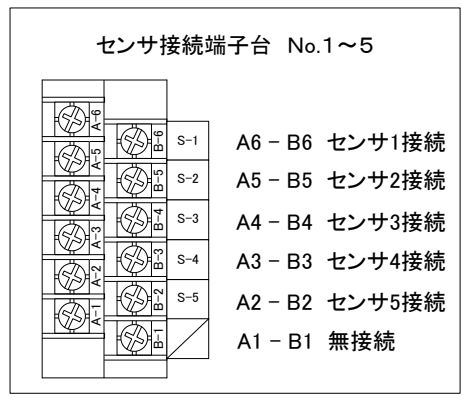 センサ接続端子台 No.1～5
A-6
B-6
S-1
A6 - B6 センサ1接続
A-5
B-5
S-2
A5 - B5 センサ2接続
A-4
B-4
S-3
A4 - B4 センサ3接続
A-3
B-3
S-4
A3 - B3 センサ4接続
A-2
B-2
S-5
A2 - B2 センサ5接続
A-1
B-1
A1 - B1 無接続